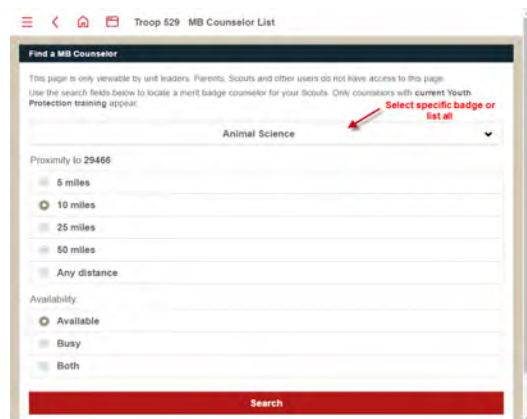 Troop 529 MB Counselor List
Find a MB Counselor
This page is only viewable by unit leaders. Parents, Scouts and other users do not have access to this page.
Use the search fields below to locate a merit badge counselor for your Scouts. Only counselors with current Youth
Protection training appear.
Select specific badge or
list all
Animal Science
Proximity to 29466
5 miles
10 miles
25 miles
50 miles
Any distance
Availability:
Available
Busy
Both
Search